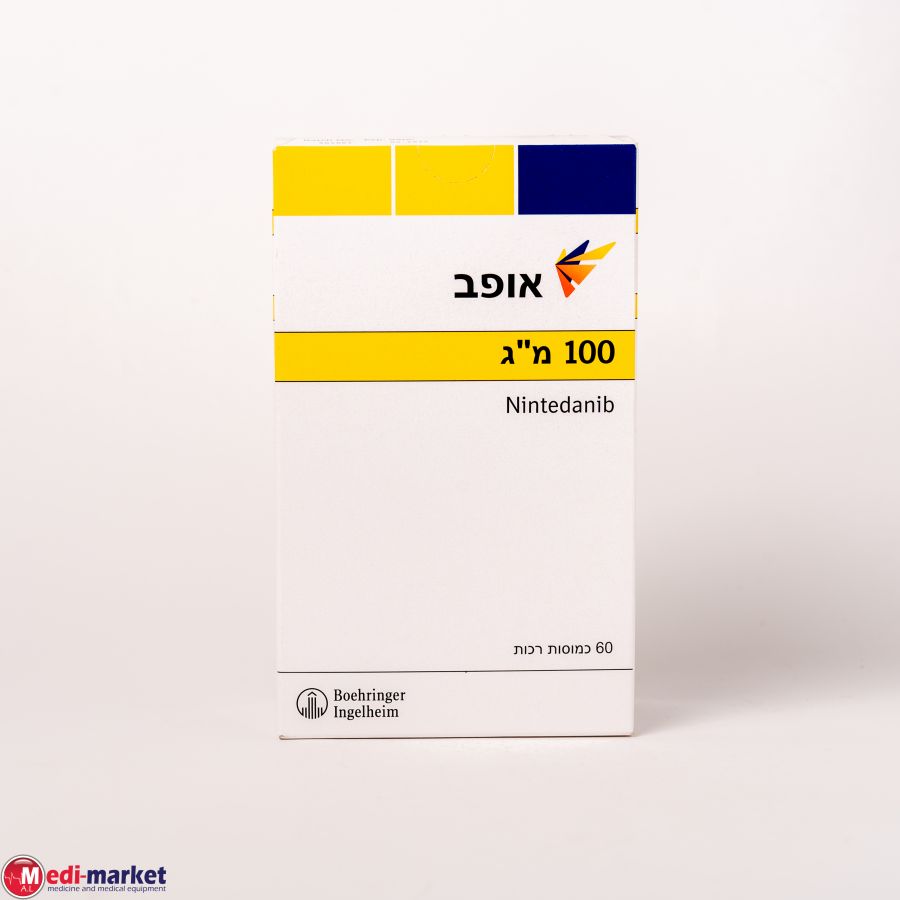 אופב
100 מ"ג
Nintedanib
60 כמוסות רכות
Boehringer
Ingelheim
Medi-market
A.L
medicine and medical equipment